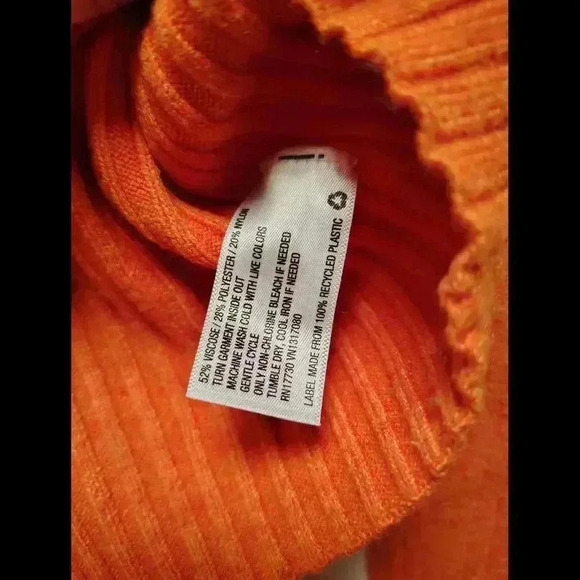 52% VISCOSE / 28% POLYESTER / 20% NYLON
TURN GARMENT INSIDE OUT
MACHINE WASH COLD WITH LIKE COLORS
GENTLE CYCLE
ONLY NON-CHLORINE BLEACH IF NEEDED
TUMBLE DRY, COOL IRON IF NEEDED
RN17730 VN1317080
LABEL MADE FROM 100% RECYCLED PLASTIC